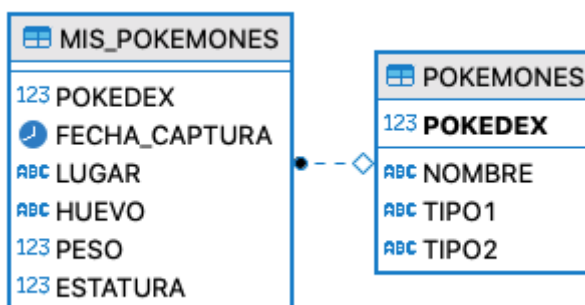 MIS_POKEMONES
123 POKEDEX
FECHA_CAPTURA
ABC LUGAR
ABC HUEVO
123 PESO
123 ESTATURA
POKEMONES
123 POKEDEX
ABC NOMBRE
ABC TIPO1
ABC TIPO2